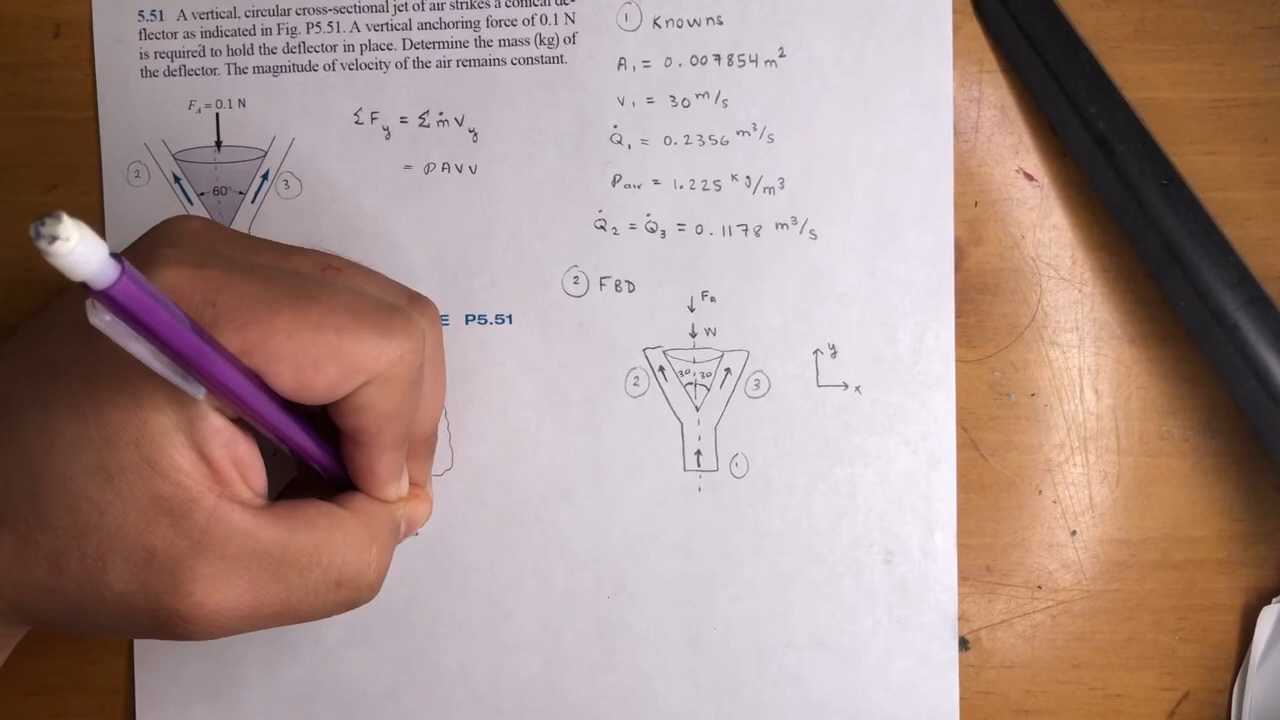 5.51 A vertical, circular cross-sectional jet of air strikes a conical de-
flector as indicated in Fig. P5.51. A vertical anchoring force of 0.1 N
is required to hold the deflector in place. Determine the mass (kg) of
the deflector. The magnitude of velocity of the air remains constant.
F_A = 0.1 N
2
60°
3
E P5.51
ΣF_y = Σṁv_y
= ρAVV
① Knowns
A₁ = 0.007854 m²
V₁ = 30 m/s
Q̇₁ = 0.2356 m³/s
ρ_air = 1.225 kg/m³
Q̇₂ = Q̇₃ = 0.1178 m³/s
② FBD
F_A
W
30 30
2
3
1
y
x